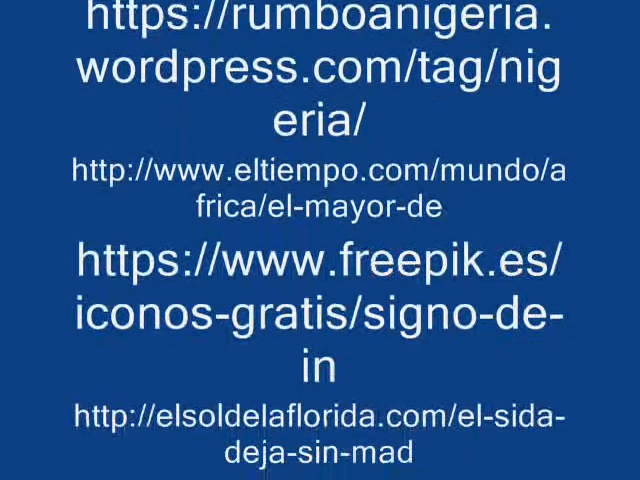 https://rumboanigeria.
wordpress.com/tag/nig
eria/
http://www.eltiempo.com/mundo/a
frica/el-mayor-de
https://www.freepik.es/
iconos-gratis/signo-de-
in
http://elsoldelaflorida.com/el-sida-
deja-sin-mad